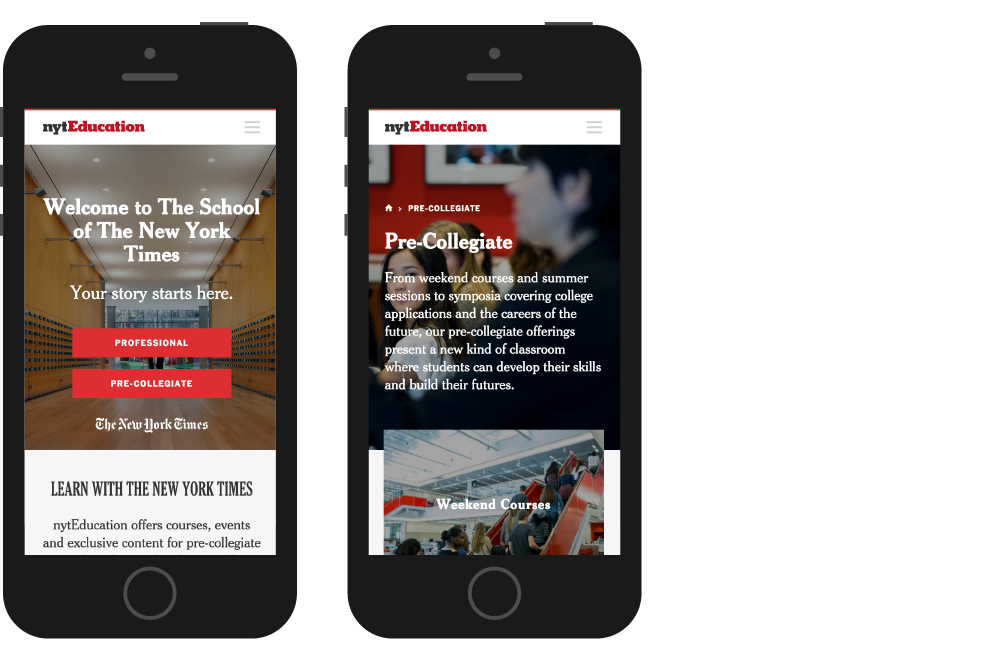 nytEducation
Welcome to The School
of The New York
Times
Your story starts here.
PROFESSIONAL
PRE-COLLEGIATE
The New York Times
LEARN WITH THE NEW YORK TIMES
nytEducation offers courses, events
and exclusive content for pre-collegiate
nytEducation
› PRE-COLLEGIATE
Pre-Collegiate
From weekend courses and summer
sessions to symposia covering college
applications and the careers of the
future, our pre-collegiate offerings
present a new kind of classroom
where students can develop their skills
and build their futures.
Weekend Courses